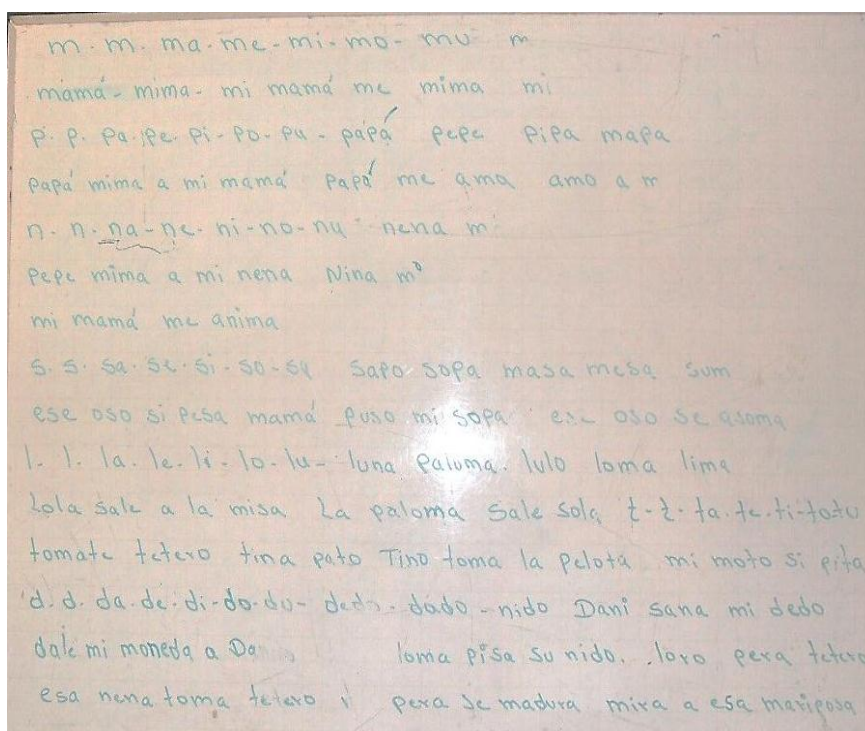 m. m. ma-me-mi-mo-mu m
mamá-mima- mi mamá me mima mi
p. p. pa-pe-pi-po-pu-papá pepe pipa mapa
papá mima a mi mamá papá me ama amo a m
n. n. na-ne-ni-no-nu nena m
Pepe mima a mi nena Nina m
mi mamá me anima
s. s. sa-se-si-so-su sapo sopa masa mesa sum
ese oso si pesa mamá puso mi sopa ese oso se asoma
l. l. la-le-li-lo-lu-luna paluma. lulo loma lima
Lola sale a la misa La paloma sale sola t-t-ta-te-ti-to-tu
tomate tetero tina pato Tino toma la pelota mi moto si pita
d. d. da-de-di-do-du- dedo-dado-nido Dani sana mi dedo
dale mi moneda a Da loma pisa su nido. loro pera tetero
esa nena toma tetero pera se madura mira a esa mariposa